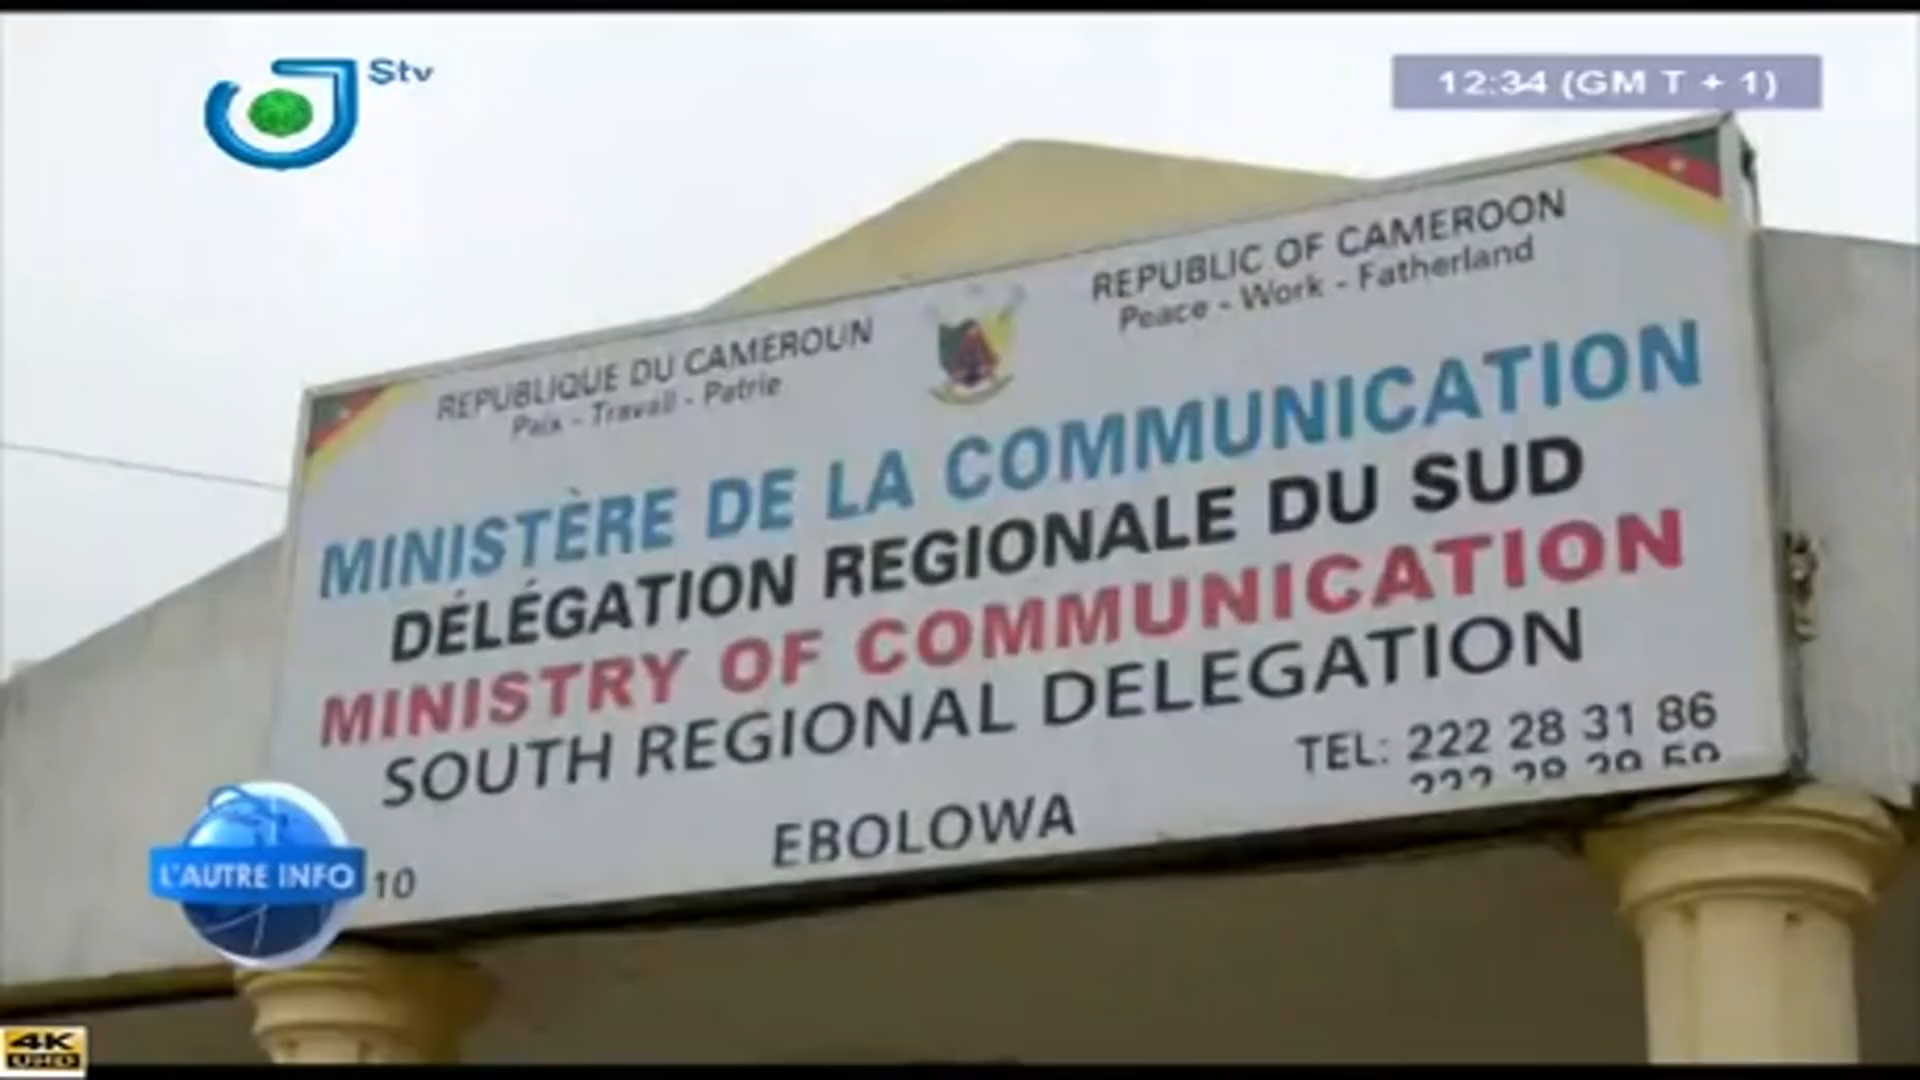 Stv
12:34 (GM T + 1)
REPUBLIQUE DU CAMEROUN
Paix - Travail - Patrie
REPUBLIC OF CAMEROON
Peace - Work - Fatherland
MINISTÈRE DE LA COMMUNICATION
DÉLÉGATION REGIONALE DU SUD
MINISTRY OF COMMUNICATION
SOUTH REGIONAL DELEGATION
TEL: 222 28 31 86
EBOLOWA
L'AUTRE INFO
10
4K
UHD